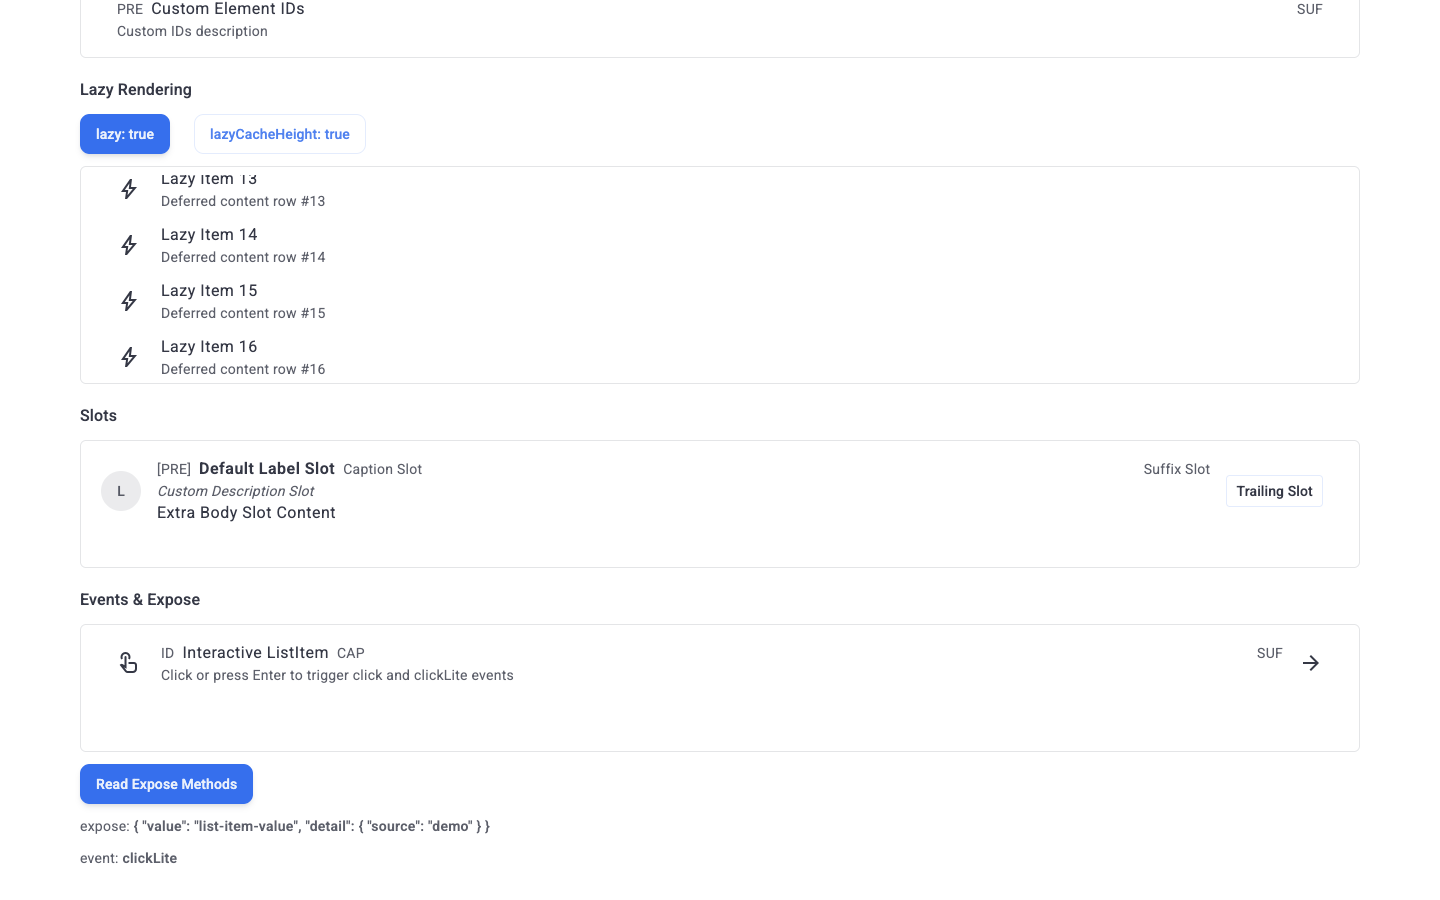 PRE Custom Element IDs SUF
Custom IDs description
Lazy Rendering
lazy: true lazyCacheHeight: true
Lazy Item 13
Deferred content row #13
Lazy Item 14
Deferred content row #14
Lazy Item 15
Deferred content row #15
Lazy Item 16
Deferred content row #16
Slots
[PRE] Default Label Slot Caption Slot Suffix Slot
L Custom Description Slot Trailing Slot
Extra Body Slot Content
Events & Expose
ID Interactive ListItem CAP SUF
Click or press Enter to trigger click and clickLite events
Read Expose Methods
expose: { "value": "list-item-value", "detail": { "source": "demo" } }
event: clickLite